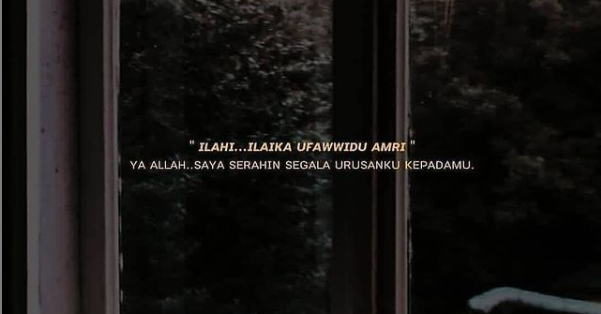 " ILAHI...ILAIKA UFAWWIDU AMRI "
YA ALLAH..SAYA SERAHIN SEGALA URUSANKU KEPADAMU.